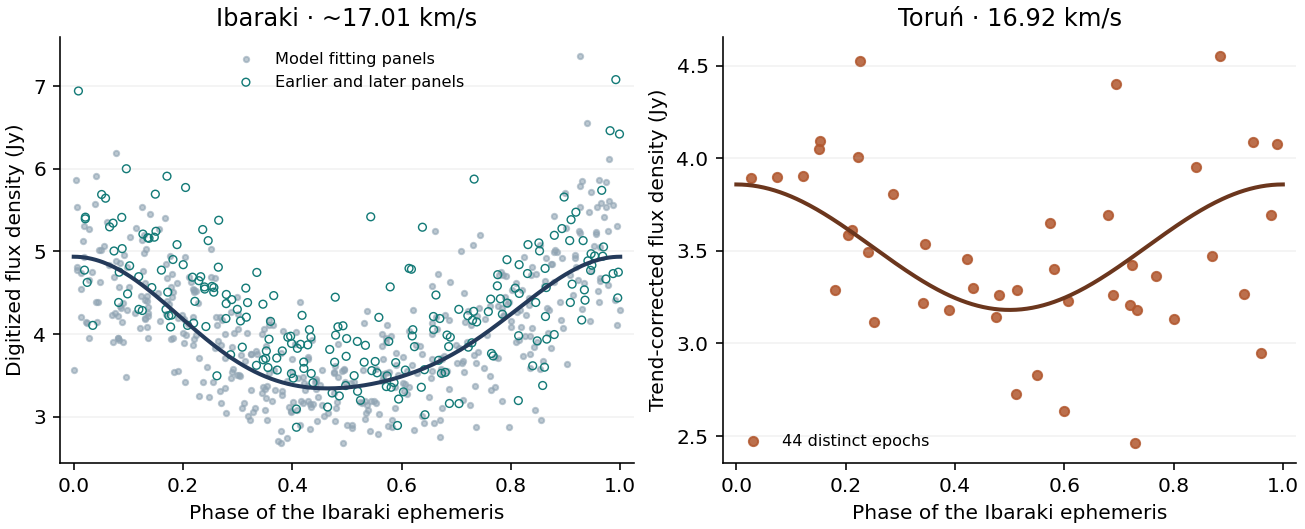 Ibaraki · ~17.01 km/s
Digitized flux density (Jy)
7
6
5
4
3
Model fitting panels
Earlier and later panels
0.0 0.2 0.4 0.6 0.8 1.0
Phase of the Ibaraki ephemeris
Toruń · 16.92 km/s
Trend-corrected flux density (Jy)
4.5
4.0
3.5
3.0
2.5
44 distinct epochs
0.0 0.2 0.4 0.6 0.8 1.0
Phase of the Ibaraki ephemeris